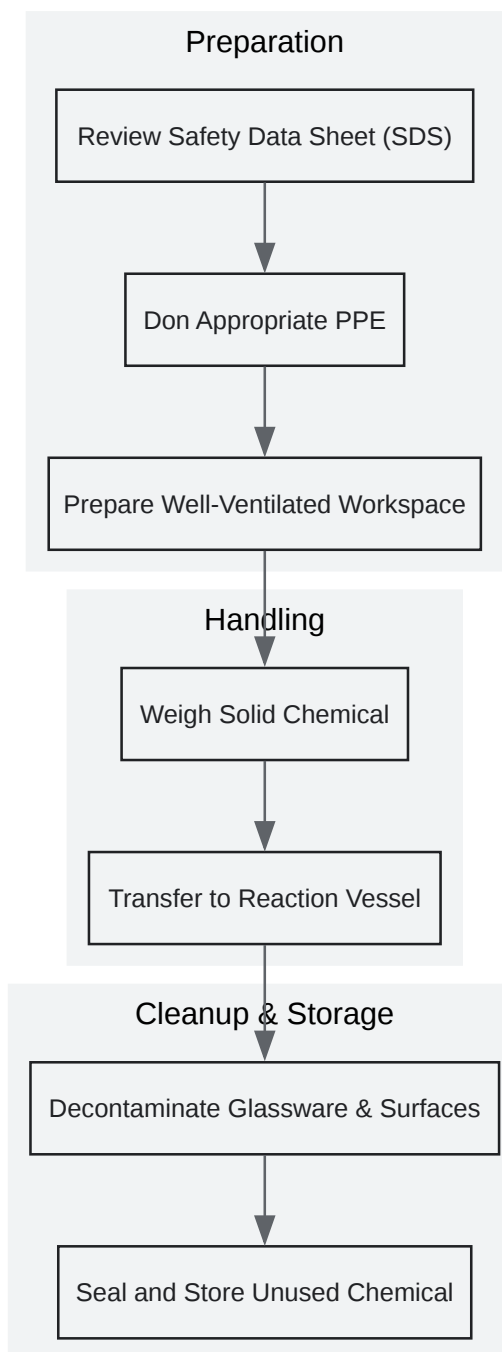 Preparation
Review Safety Data Sheet (SDS)
Don Appropriate PPE
Prepare Well-Ventilated Workspace
Handling
Weigh Solid Chemical
Transfer to Reaction Vessel
Cleanup & Storage
Decontaminate Glassware & Surfaces
Seal and Store Unused Chemical